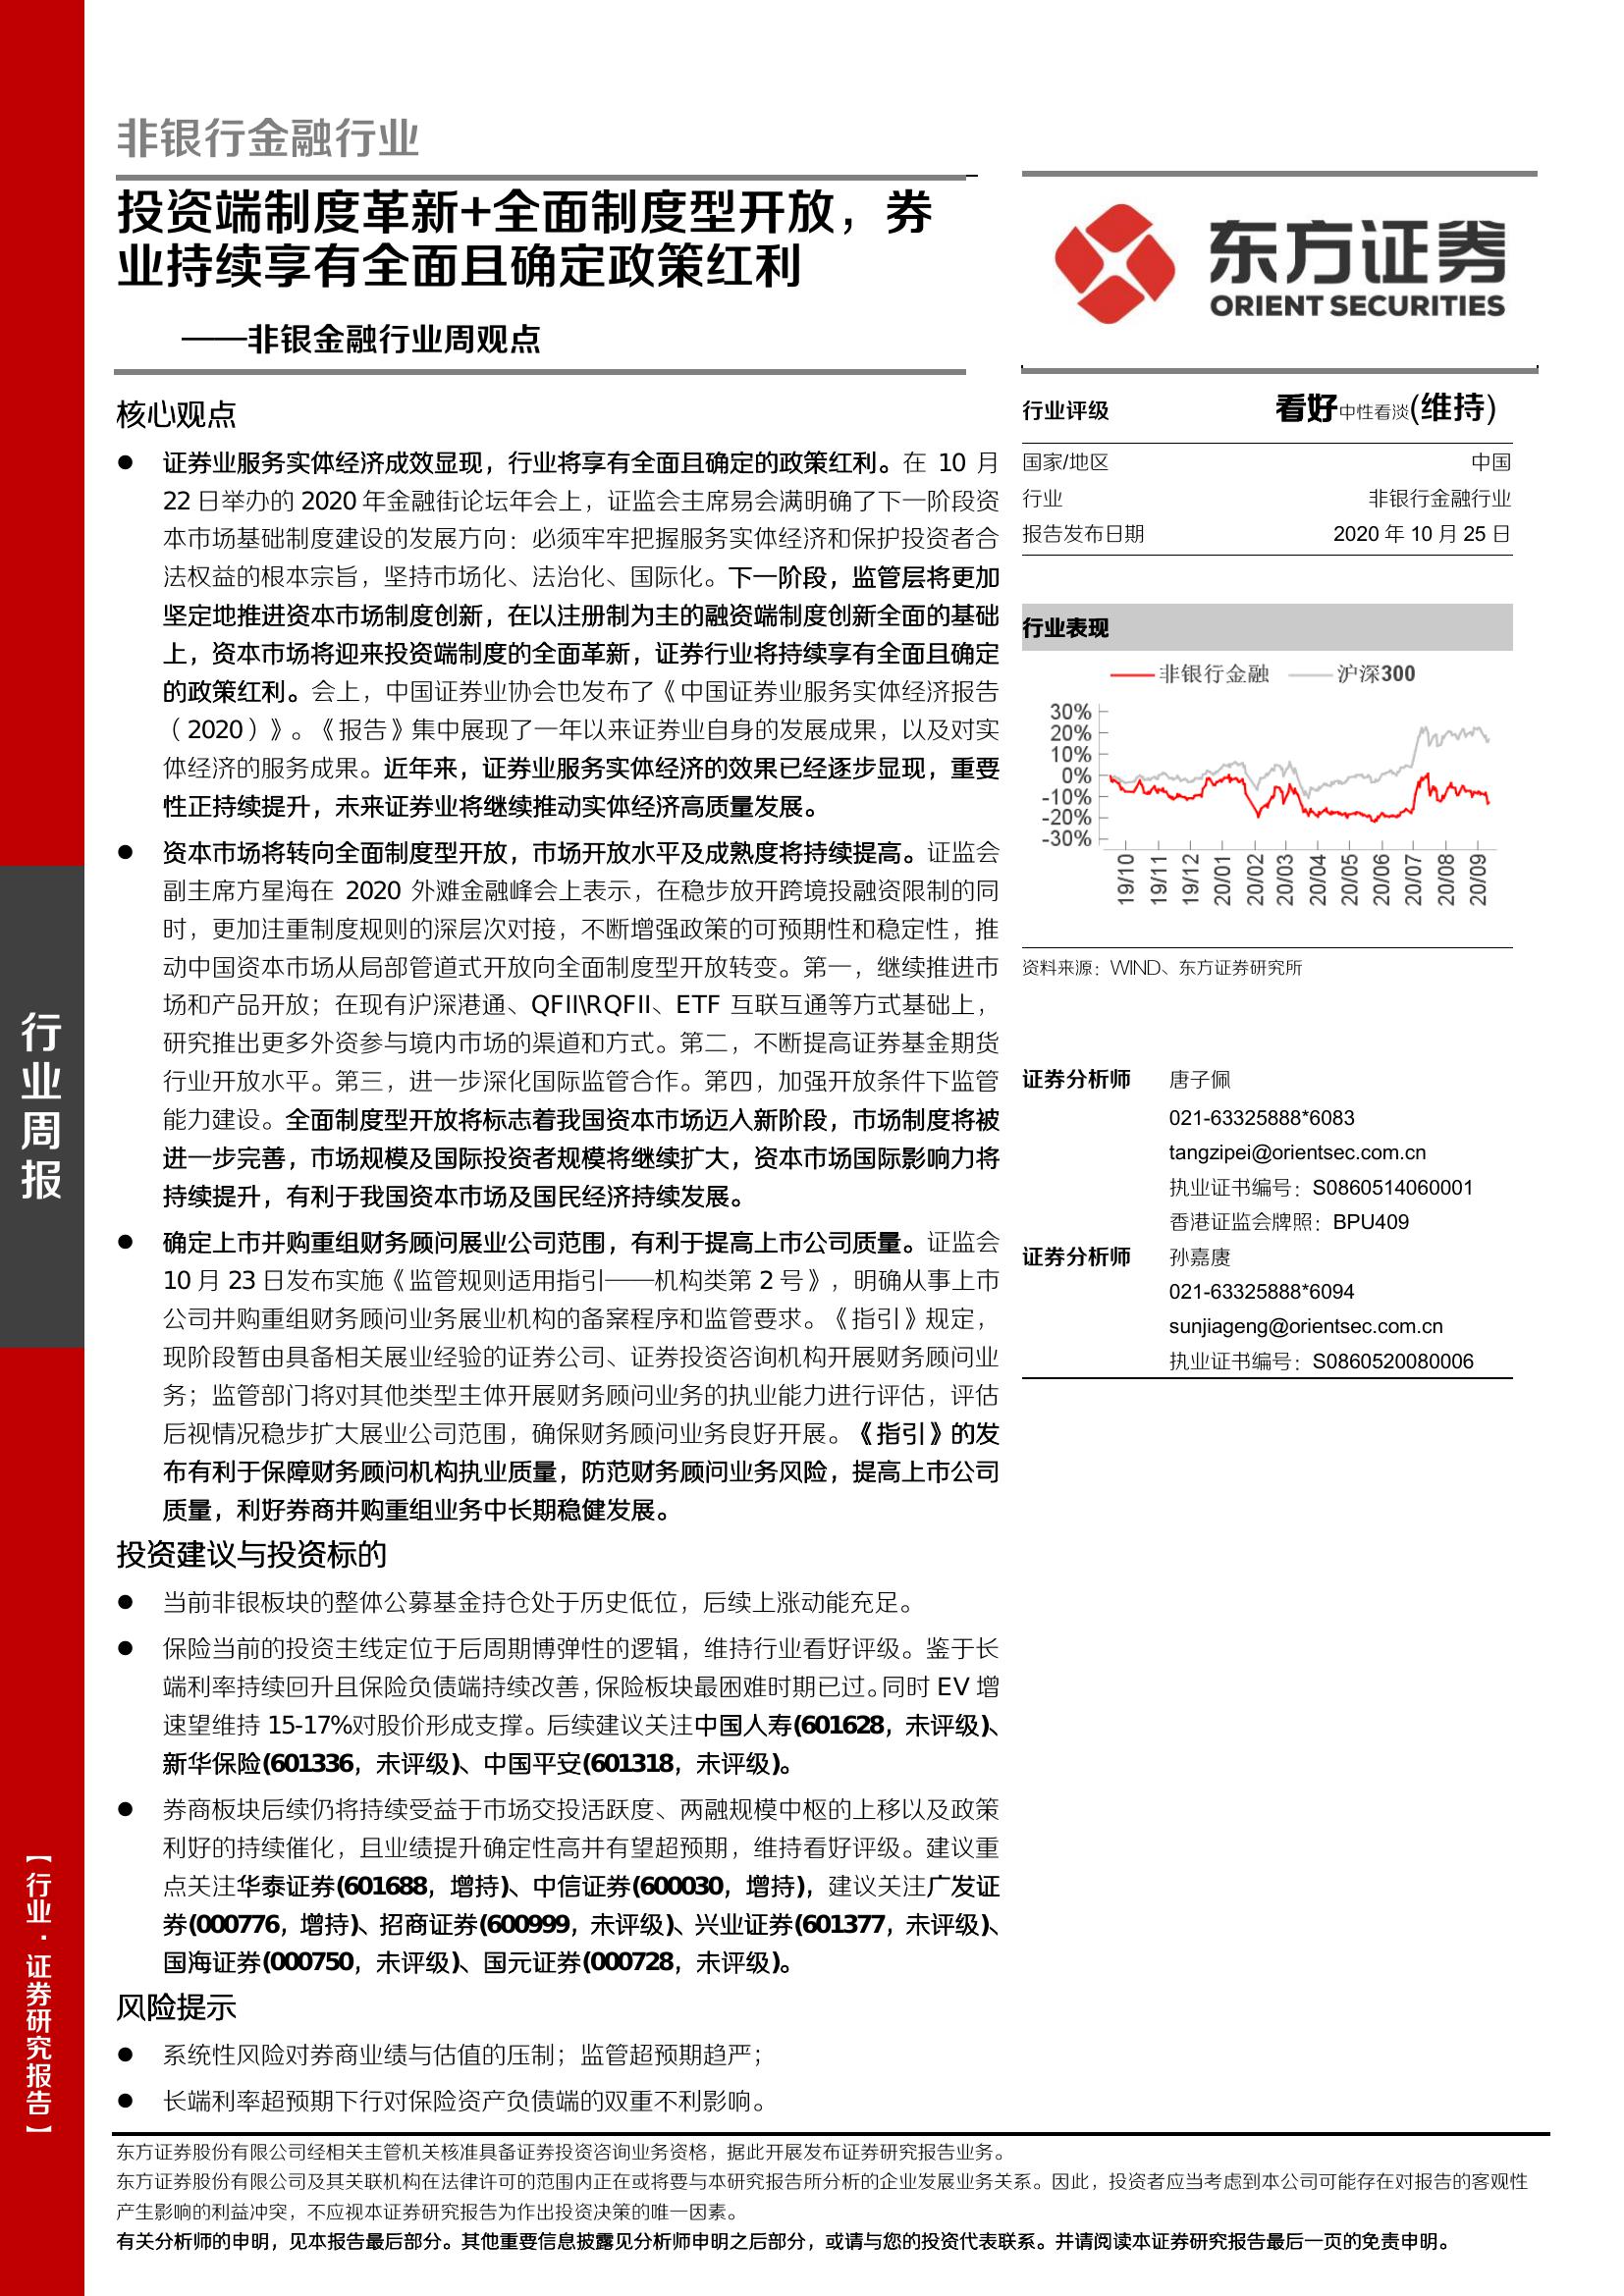 非银行金融行业
投资端制度革新+全面制度型开放，券
业持续享有全面且确定政策红利
——非银金融行业周观点
东方证券
ORIENT SECURITIES
核心观点
● 证券业服务实体经济成效显现，行业将享有全面且确定的政策红利。在 10 月
22 日举办的 2020 年金融街论坛年会上，证监会主席易会满明确了下一阶段资
本市场基础制度建设的发展方向：必须牢牢把握服务实体经济和保护投资者合
法权益的根本宗旨，坚持市场化、法治化、国际化。下一阶段，监管层将更加
坚定地推进资本市场制度创新，在以注册制为主的融资端制度创新全面的基础
上，资本市场将迎来投资端制度的全面革新，证券行业将持续享有全面且确定
的政策红利。会上，中国证券业协会也发布了《中国证券业服务实体经济报告
（2020）》。《报告》集中展现了一年以来证券业自身的发展成果，以及对实
体经济的服务成果。近年来，证券业服务实体经济的效果已经逐步显现，重要
性正持续提升，未来证券业将继续推动实体经济高质量发展。
● 资本市场将转向全面制度型开放，市场开放水平及成熟度将持续提高。证监会
副主席方星海在 2020 外滩金融峰会上表示，在稳步放开跨境投融资限制的同
时，更加注重制度规则的深层次对接，不断增强政策的可预期性和稳定性，推
动中国资本市场从局部管道式开放向全面制度型开放转变。第一，继续推进市
场和产品开放；在现有沪深港通、QFII\RQFII、ETF 互联互通等方式基础上，
研究推出更多外资参与境内市场的渠道和方式。第二，不断提高证券基金期货
行业开放水平。第三，进一步深化国际监管合作。第四，加强开放条件下监管
能力建设。全面制度型开放将标志着我国资本市场迈入新阶段，市场制度将被
进一步完善，市场规模及国际投资者规模将继续扩大，资本市场国际影响力将
持续提升，有利于我国资本市场及国民经济持续发展。
● 确定上市并购重组财务顾问展业公司范围，有利于提高上市公司质量。证监会
10 月 23 日发布实施《监管规则适用指引——机构类第 2 号》，明确从事上市
公司并购重组财务顾问业务展业机构的备案程序和监管要求。《指引》规定，
现阶段暂由具备相关展业经验的证券公司、证券投资咨询机构开展财务顾问业
务；监管部门将对其他类型主体开展财务顾问业务的执业能力进行评估，评估
后视情况稳步扩大展业公司范围，确保财务顾问业务良好开展。《指引》的发
布有利于保障财务顾问机构执业质量，防范财务顾问业务风险，提高上市公司
质量，利好券商并购重组业务中长期稳健发展。
投资建议与投资标的
● 当前非银板块的整体公募基金持仓处于历史低位，后续上涨动能充足。
● 保险当前的投资主线定位于后周期博弹性的逻辑，维持行业看好评级。鉴于长
端利率持续回升且保险负债端持续改善，保险板块最困难时期已过。同时 EV 增
速望维持 15-17%对股价形成支撑。后续建议关注中国人寿(601628，未评级)、
新华保险(601336，未评级)、中国平安(601318，未评级)。
● 券商板块后续仍将持续受益于市场交投活跃度、两融规模中枢的上移以及政策
利好的持续催化，且业绩提升确定性高并有望超预期，维持看好评级。建议重
点关注华泰证券(601688，增持)、中信证券(600030，增持)，建议关注广发证
券(000776，增持)、招商证券(600999，未评级)、兴业证券(601377，未评级)、
国海证券(000750，未评级)、国元证券(000728，未评级)。
风险提示
● 系统性风险对券商业绩与估值的压制；监管超预期趋严；
● 长端利率超预期下行对保险资产负债端的双重不利影响。
行业评级 看好中性看淡(维持)
国家/地区 中国
行业 非银行金融行业
报告发布日期 2020 年 10 月 25 日
行业表现
非银行金融 沪深300
30%
20%
10%
0%
-10%
-20%
-30%
19/10 19/11 19/12 20/01 20/02 20/03 20/04 20/05 20/06 20/07 20/08 20/09
资料来源：WIND、东方证券研究所
证券分析师 唐子佩
021-63325888*6083
tangzipei@orientsec.com.cn
执业证书编号：S0860514060001
香港证监会牌照：BPU409
证券分析师 孙嘉赓
021-63325888*6094
sunjiageng@orientsec.com.cn
执业证书编号：S0860520080006
行业周报
【行业·证券研究报告】
东方证券股份有限公司经相关主管机关核准具备证券投资咨询业务资格，据此开展发布证券研究报告业务。
东方证券股份有限公司及其关联机构在法律许可的范围内正在或将要与本研究报告所分析的企业发展业务关系。因此，投资者应当考虑到本公司可能存在对报告的客观性
产生影响的利益冲突，不应视本证券研究报告为作出投资决策的唯一因素。
有关分析师的申明，见本报告最后部分。其他重要信息披露见分析师申明之后部分，或请与您的投资代表联系。并请阅读本证券研究报告最后一页的免责申明。